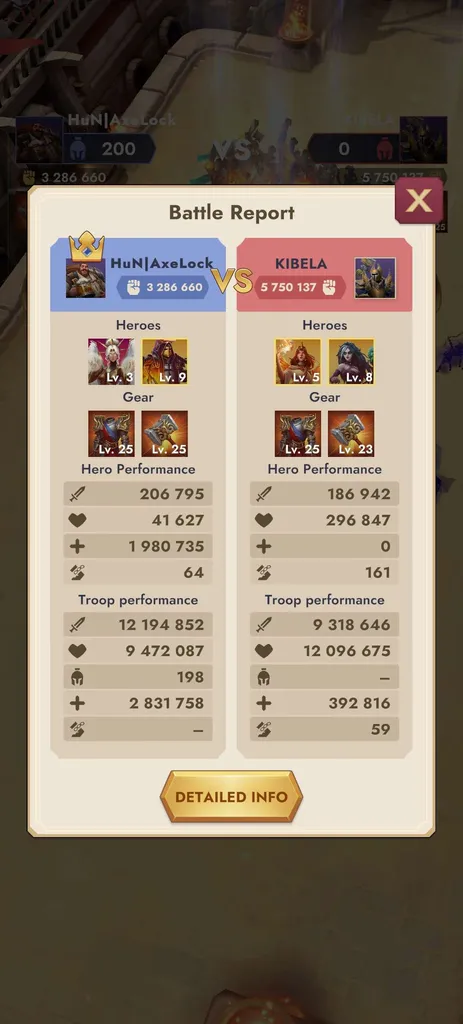 HuN|AxeLock
KIBELA
200
VS
0
3 286 660
5 750 137
Battle Report
X
HuN|AxeLock
VS
KIBELA
3 286 660
5 750 137
Heroes
Heroes
Lv. 3
Lv. 9
Lv. 5
Lv. 8
Gear
Gear
Lv. 25
Lv. 25
Lv. 25
Lv. 23
Hero Performance
Hero Performance
206 795
186 942
41 627
296 847
1 980 735
0
64
161
Troop performance
Troop performance
12 194 852
9 318 646
9 472 087
12 096 675
198
–
2 831 758
392 816
–
59
DETAILED INFO